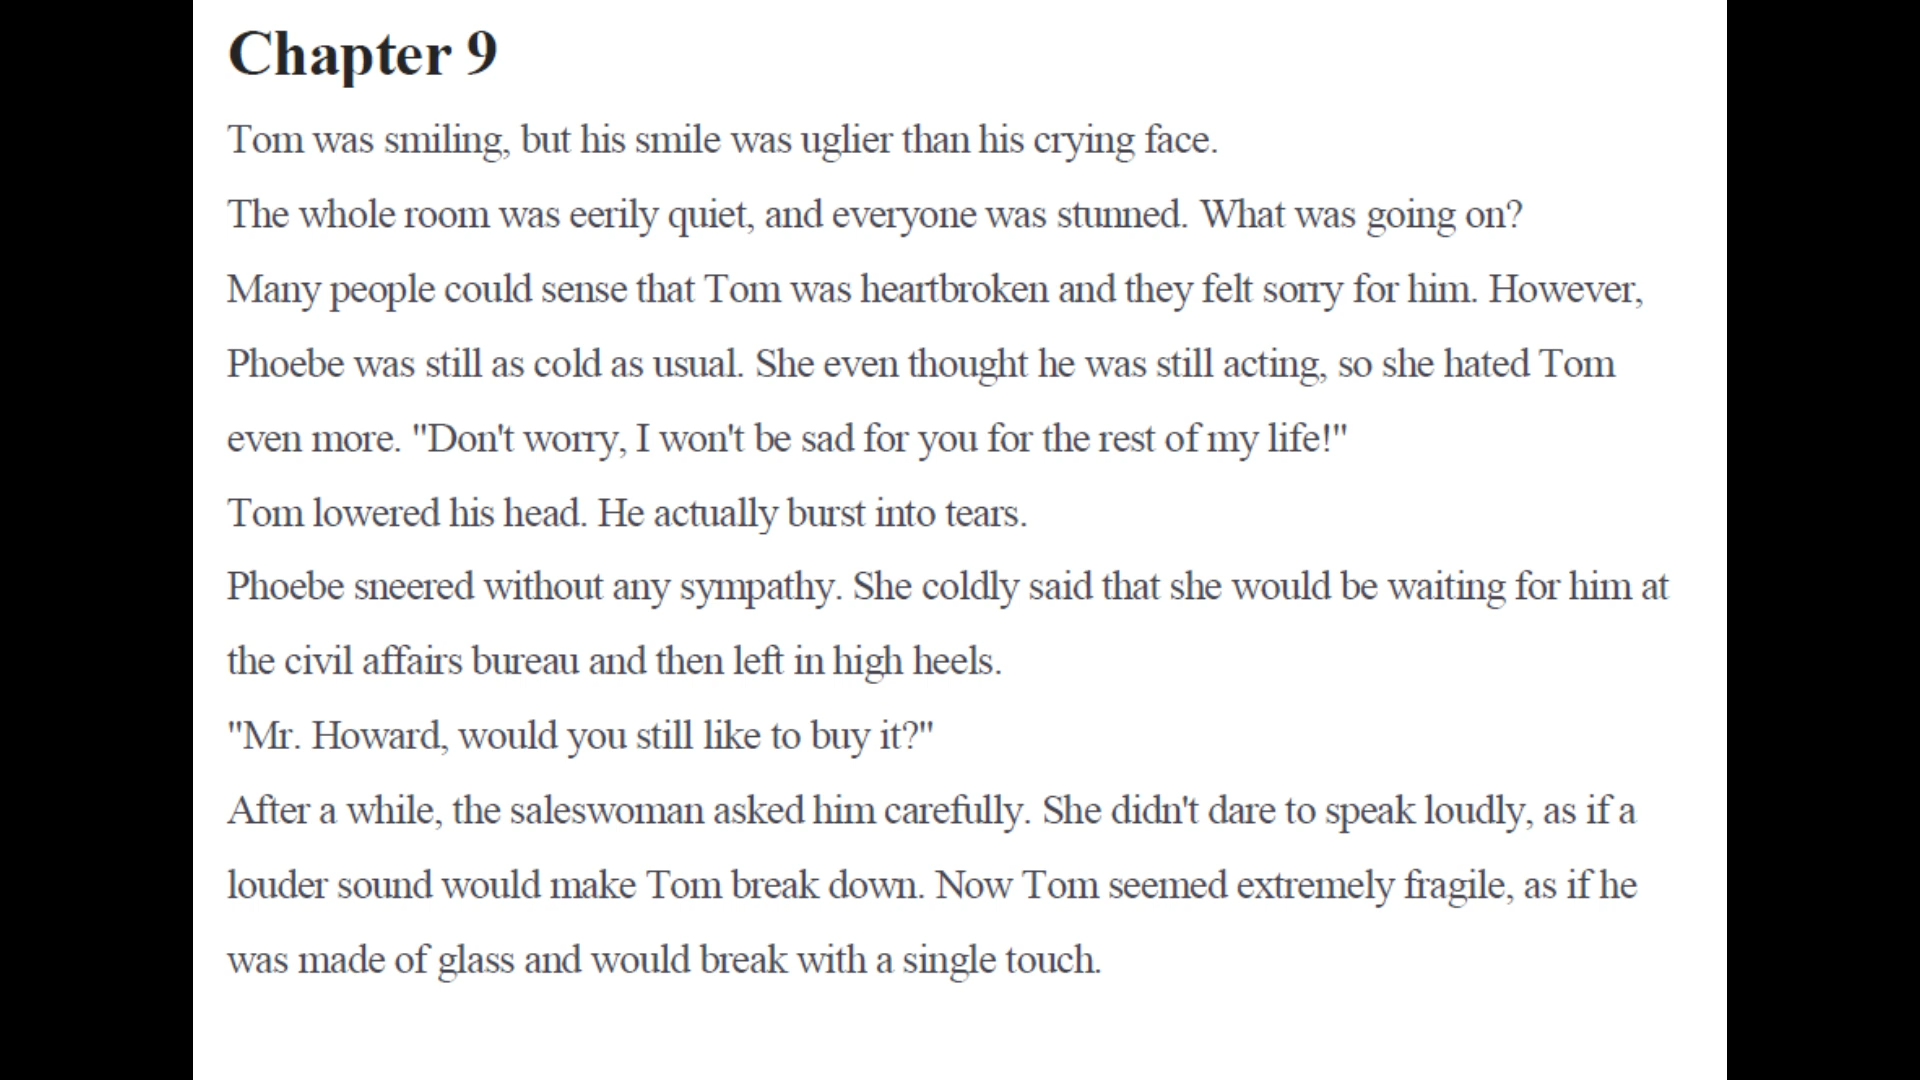 Chapter 9
Tom was smiling, but his smile was uglier than his crying face.
The whole room was eerily quiet, and everyone was stunned. What was going on?
Many people could sense that Tom was heartbroken and they felt sorry for him. However,
Phoebe was still as cold as usual. She even thought he was still acting, so she hated Tom
even more. "Don't worry, I won't be sad for you for the rest of my life!"
Tom lowered his head. He actually burst into tears.
Phoebe sneered without any sympathy. She coldly said that she would be waiting for him at
the civil affairs bureau and then left in high heels.
"Mr. Howard, would you still like to buy it?"
After a while, the saleswoman asked him carefully. She didn't dare to speak loudly, as if a
louder sound would make Tom break down. Now Tom seemed extremely fragile, as if he
was made of glass and would break with a single touch.